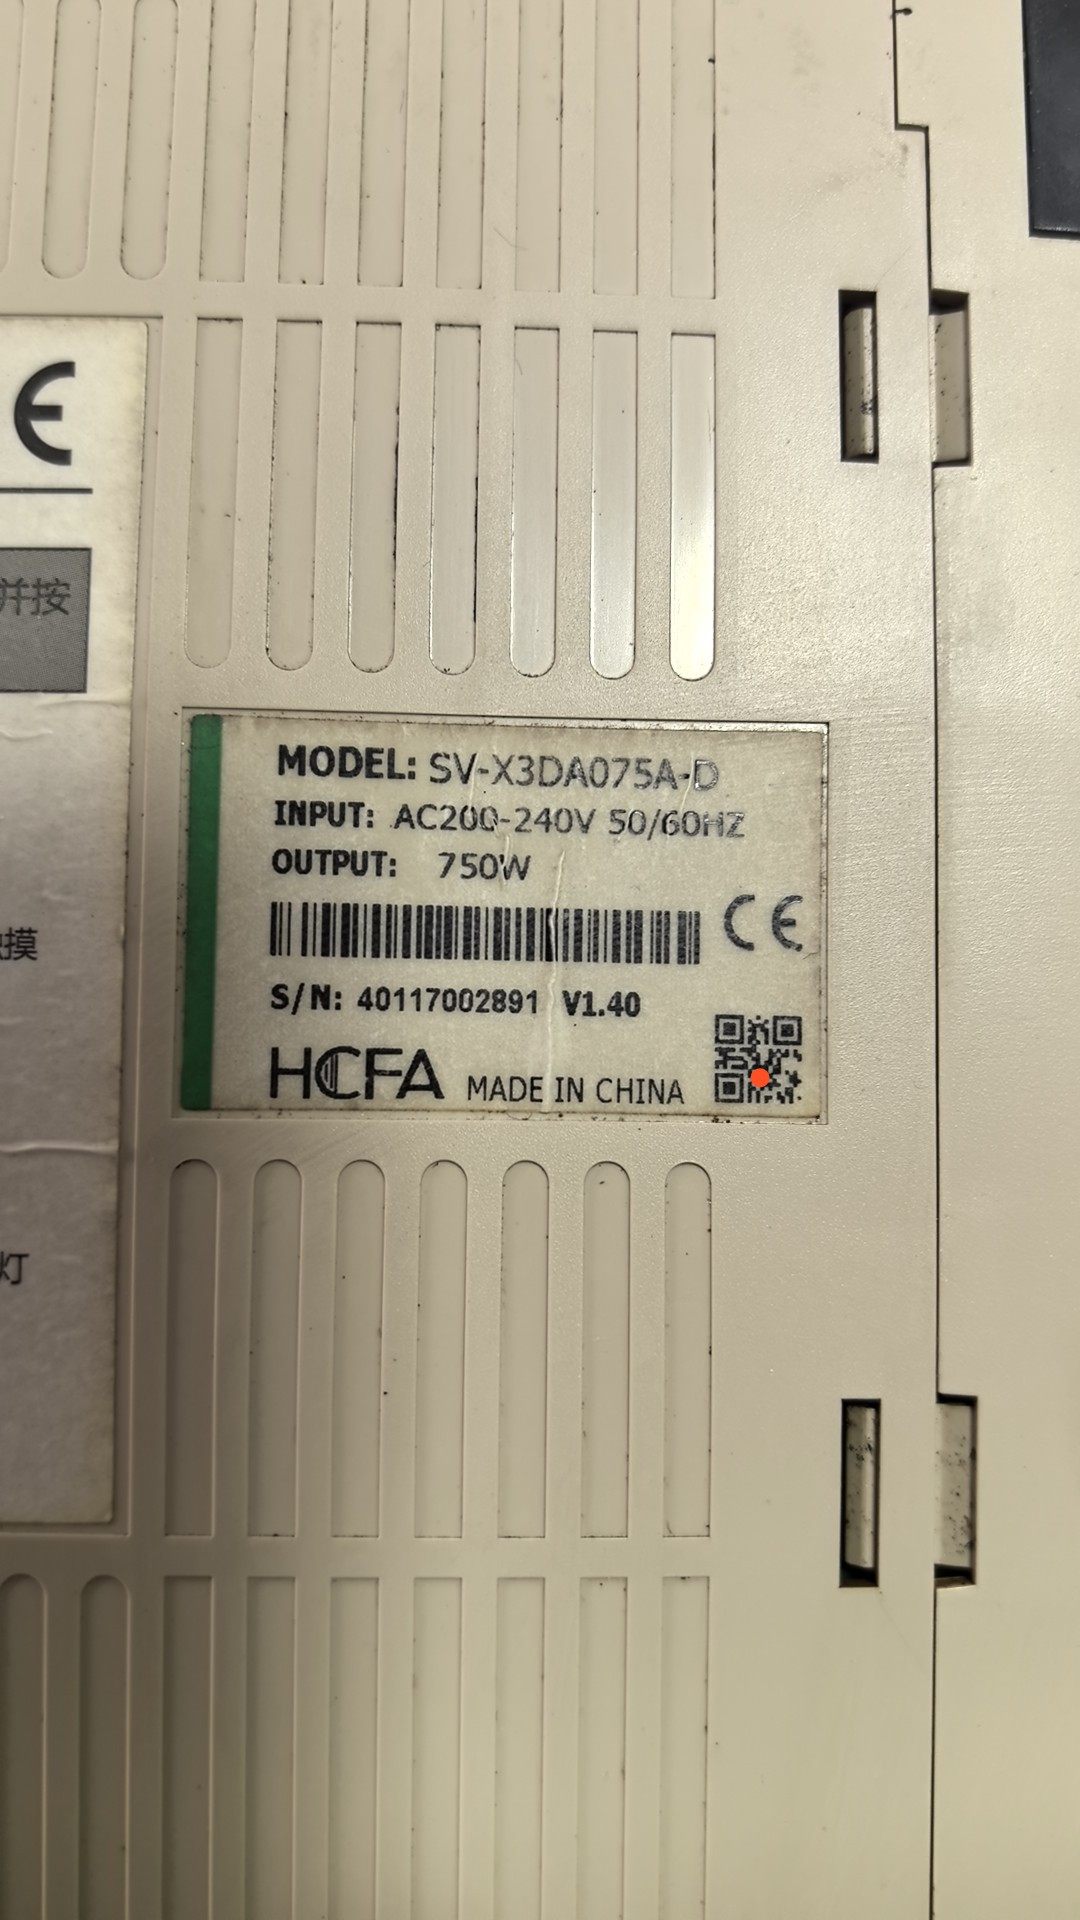 CE
并按
摸
灯
MODEL: SV-X3DA075A-D
INPUT: AC200-240V 50/60HZ
OUTPUT: 750W
CE
S/N: 40117002891 V1.40
HCFA MADE IN CHINA